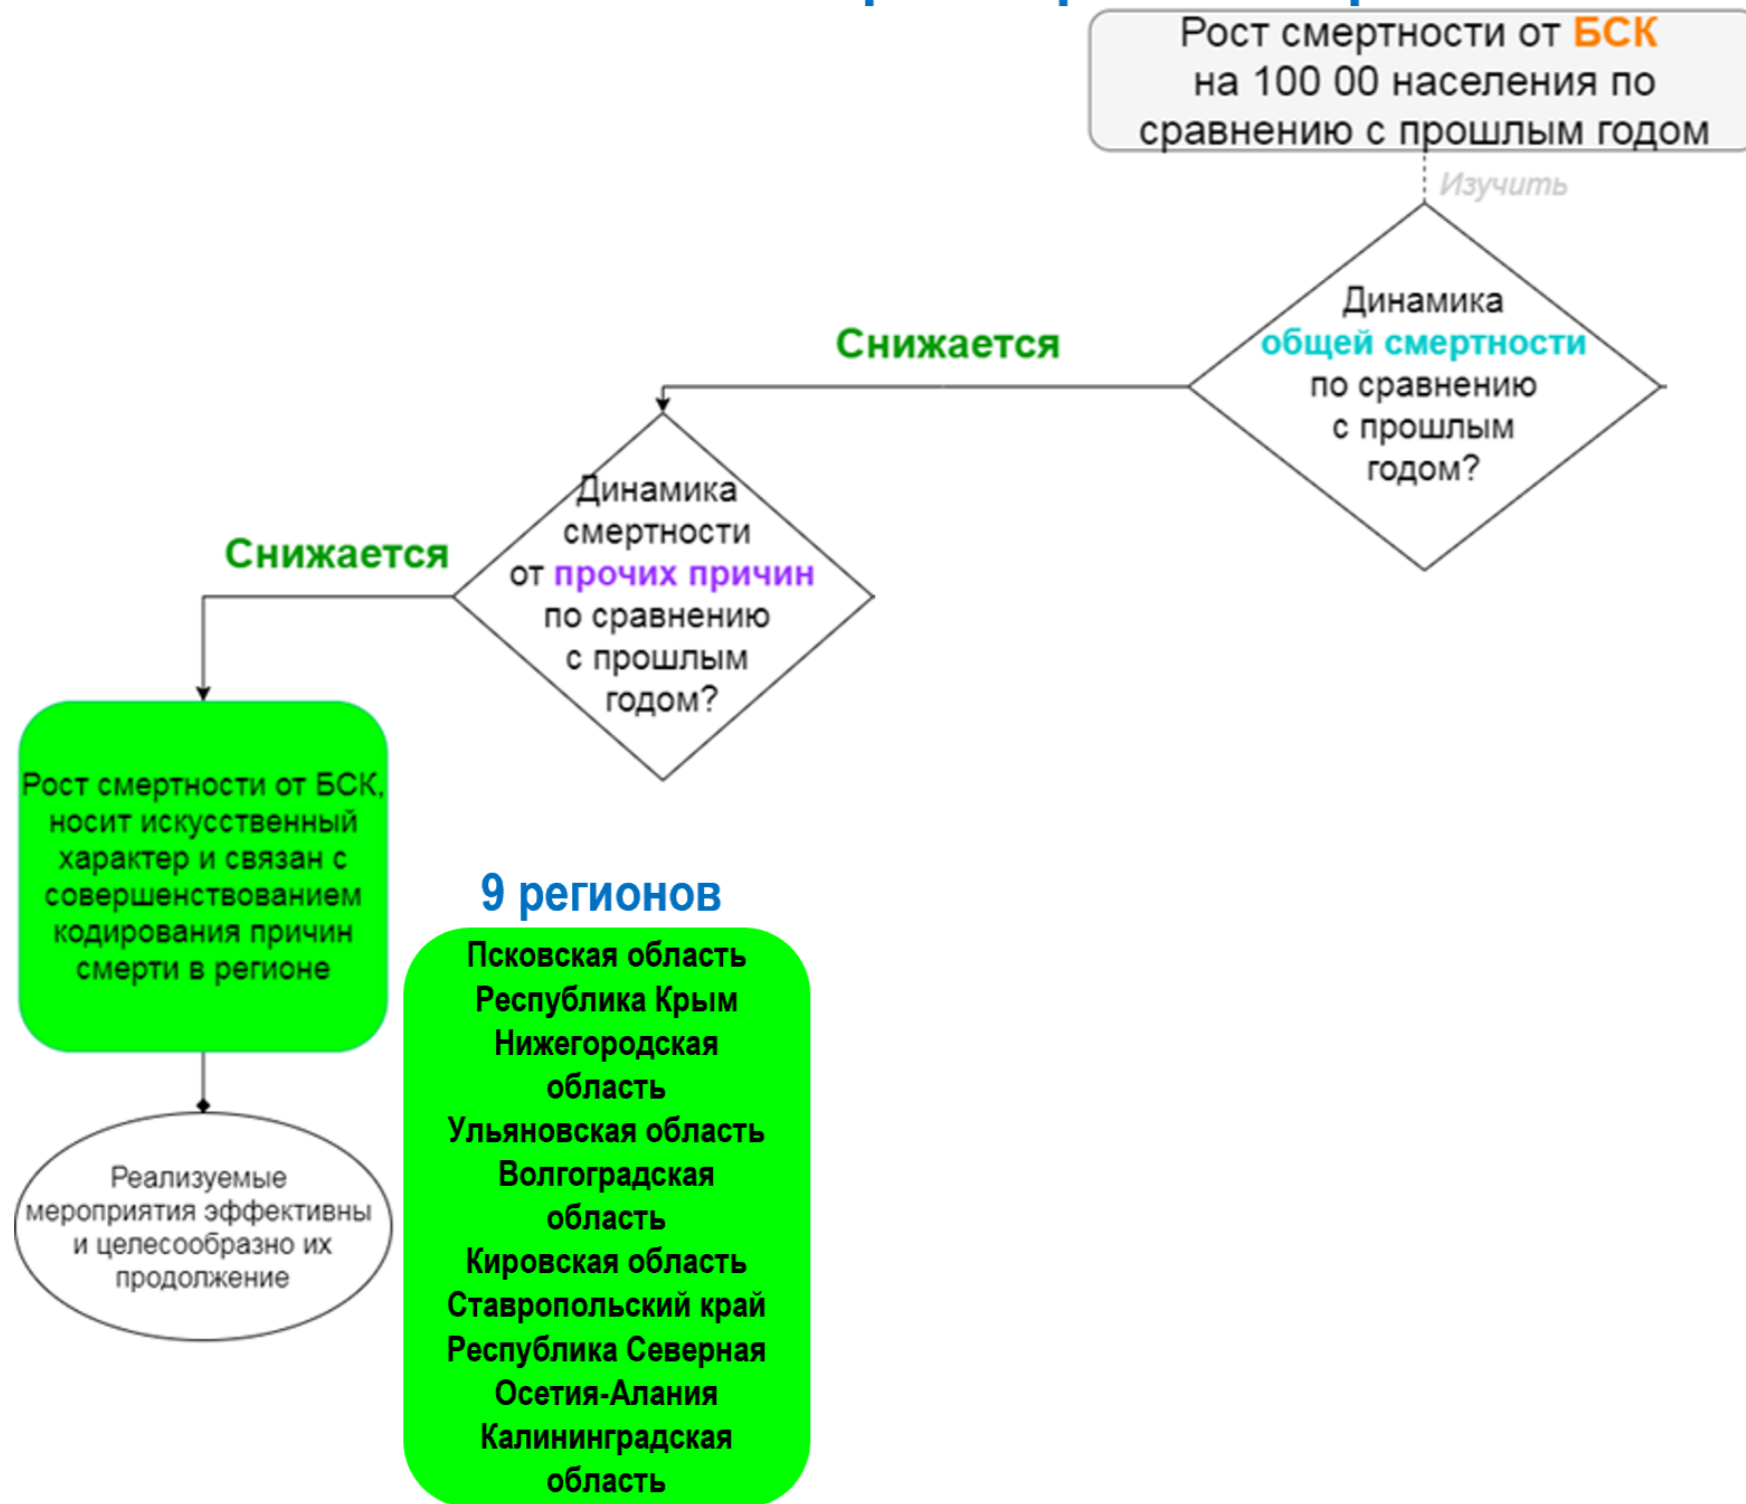 Рост смертности от БСК
на 100 00 населения по
сравнению с прошлым годом
Изучить
Динамика
общей смертности
по сравнению
с прошлым
годом?
Снижается
Динамика
смертности
от прочих причин
по сравнению
с прошлым
годом?
Снижается
Рост смертности от БСК,
носит искусственный
характер и связан с
совершенствованием
кодирования причин
смерти в регионе
Реализуемые
мероприятия эффективны
и целесообразно их
продолжение
9 регионов
Псковская область
Республика Крым
Нижегородская
область
Ульяновская область
Волгоградская
область
Кировская область
Ставропольский край
Республика Северная
Осетия-Алания
Калининградская
область